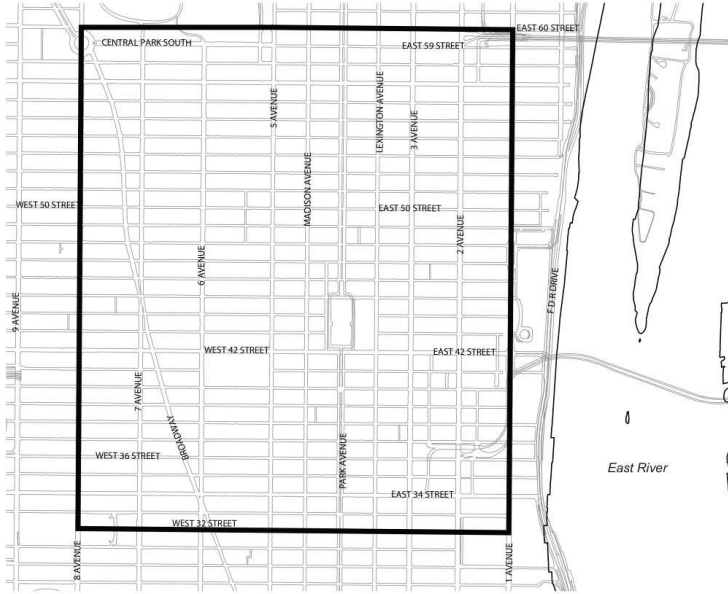 EAST 60 STREET
CENTRAL PARK SOUTH
EAST 59 STREET
5 AVENUE
LEXINGTON AVENUE
3 AVENUE
MADISON AVENUE
WEST 50 STREET
EAST 50 STREET
2 AVENUE
6 AVENUE
F D R DRIVE
9 AVENUE
WEST 42 STREET
EAST 42 STREET
7 AVENUE
BROADWAY
WEST 36 STREET
PARK AVENUE
East River
EAST 34 STREET
WEST 32 STREET
8 AVENUE
1 AVENUE